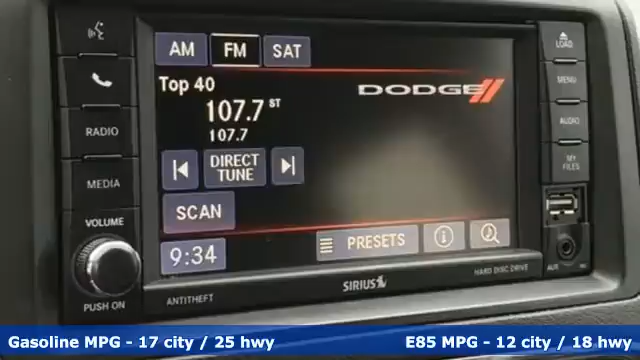 AM FM SAT
LOAD
MENU
Top 40
DODGE
107.7 ST
107.7
RADIO
AUDIO
DIRECT
TUNE
MY
FILES
MEDIA
SCAN
VOLUME
PRESETS
9:34
PUSH ON
ANTITHEFT
SIRIUS
HARD DISC DRIVE
AUX
Gasoline MPG - 17 city / 25 hwy
E85 MPG - 12 city / 18 hwy